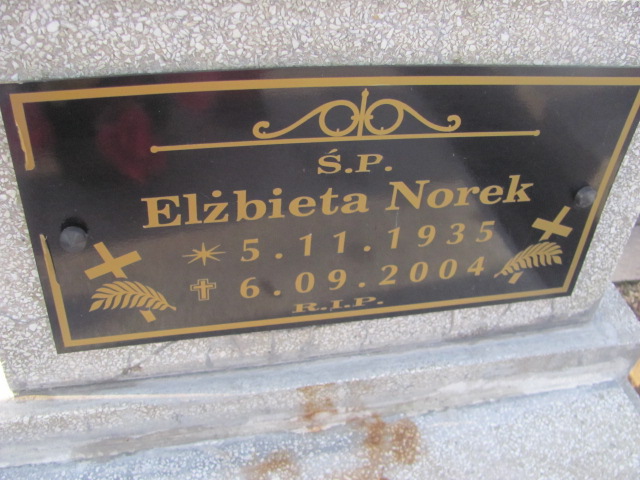 Ś.P.
Elżbieta Norek
5.11.1935
6.09.2004
R.I.P.